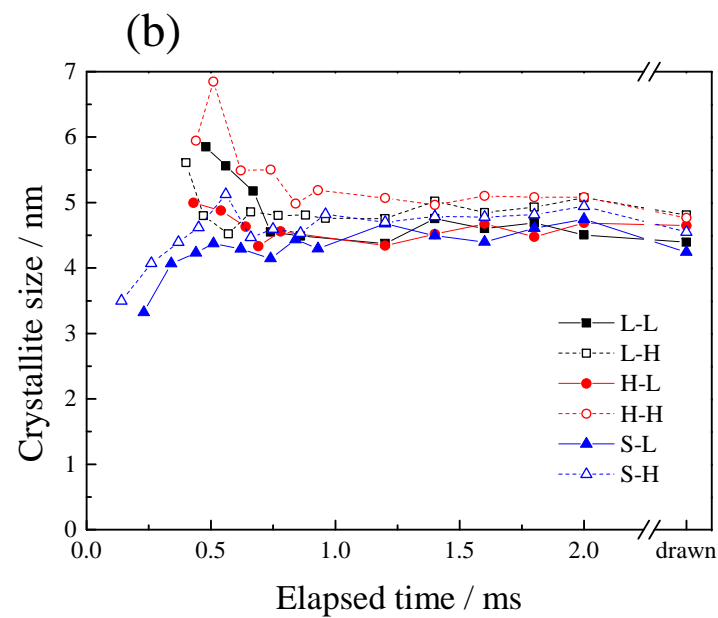 (b)
7
6
5
4
3
2
1
0
Crystallite size / nm
L-L
L-H
H-L
H-H
S-L
S-H
0.0 0.5 1.0 1.5 2.0 drawn
Elapsed time / ms